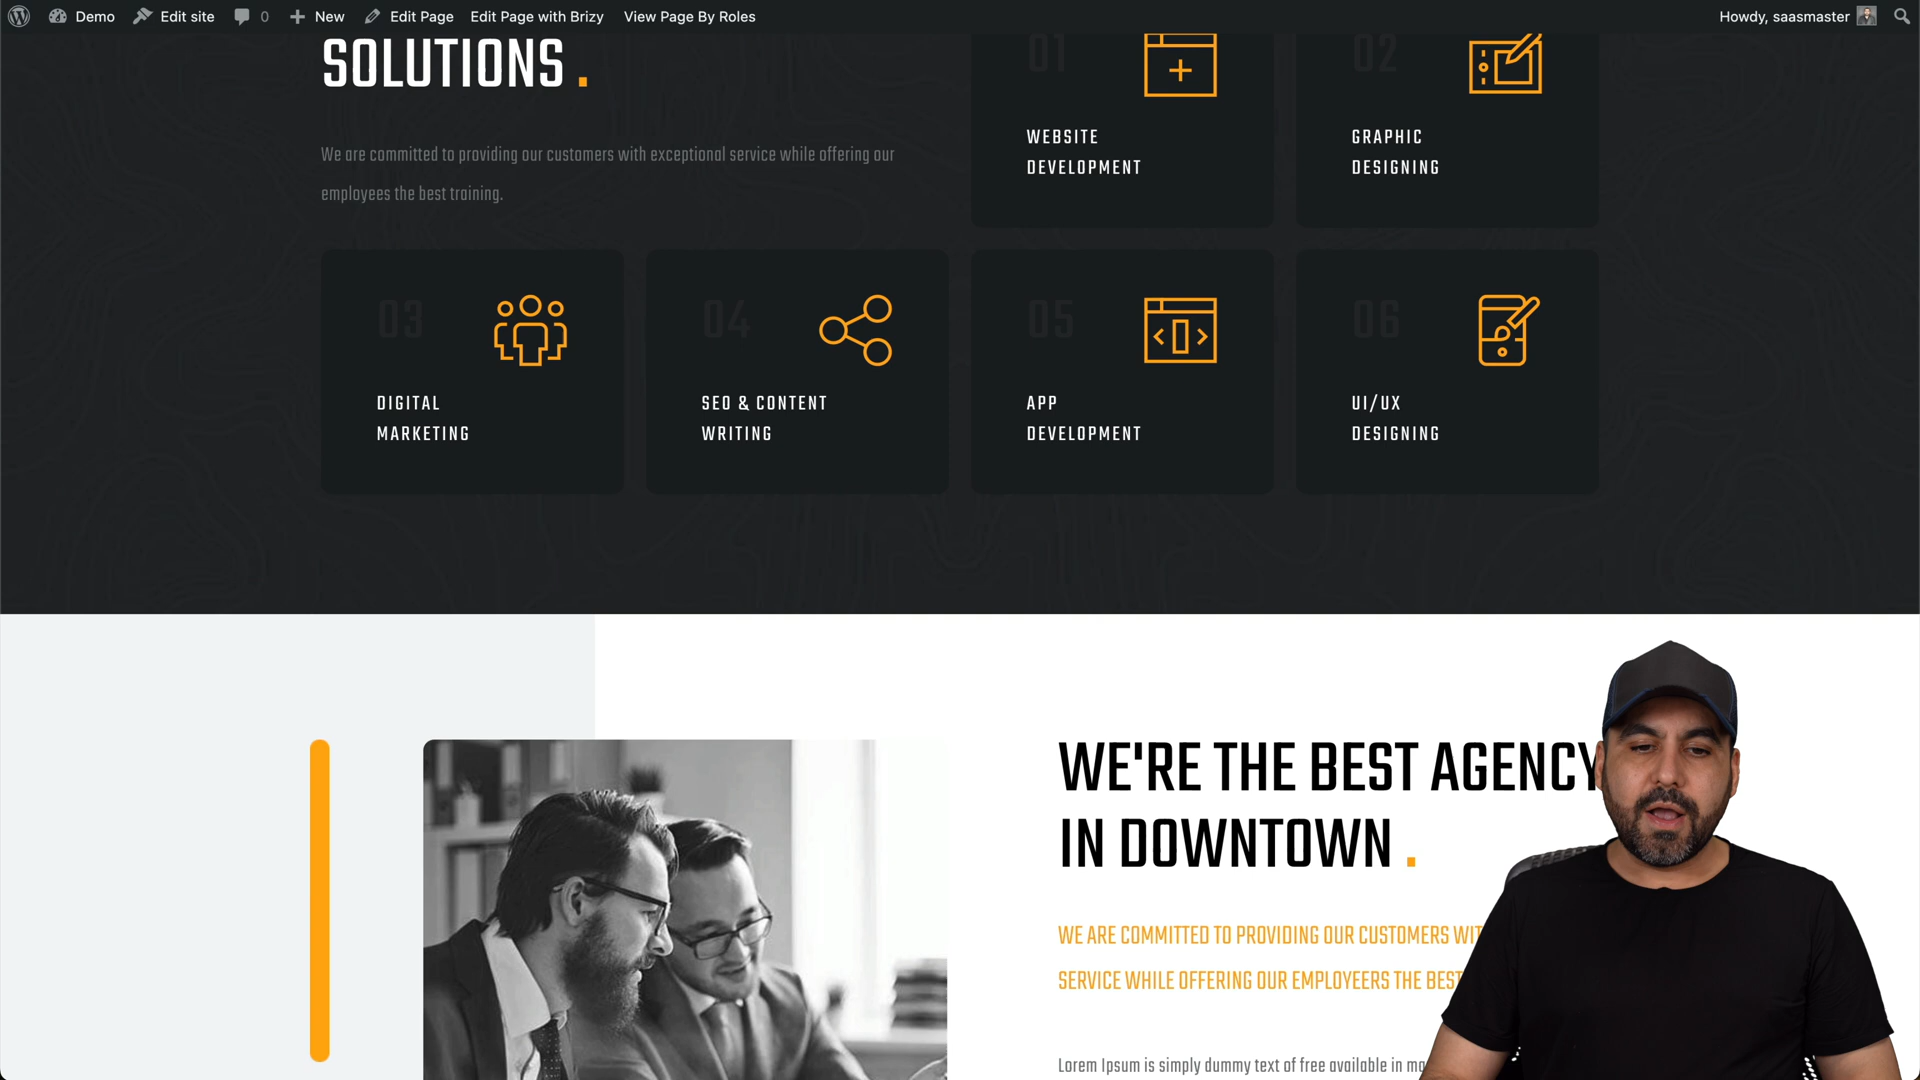 Demo Edit site 0 New Edit Page Edit Page with Brizy View Page By Roles Howdy, saasmaster
SOLUTIONS .
We are committed to providing our customers with exceptional service while offering our
employees the best training.
01
WEBSITE
DEVELOPMENT
02
GRAPHIC
DESIGNING
03
DIGITAL
MARKETING
04
SEO & CONTENT
WRITING
05
APP
DEVELOPMENT
06
UI/UX
DESIGNING
WE'RE THE BEST AGENCY
IN DOWNTOWN .
WE ARE COMMITTED TO PROVIDING OUR CUSTOMERS
SERVICE WHILE OFFERING OUR EMPLOYEERS THE BEST
Lorem Ipsum is simply dummy text of free available in